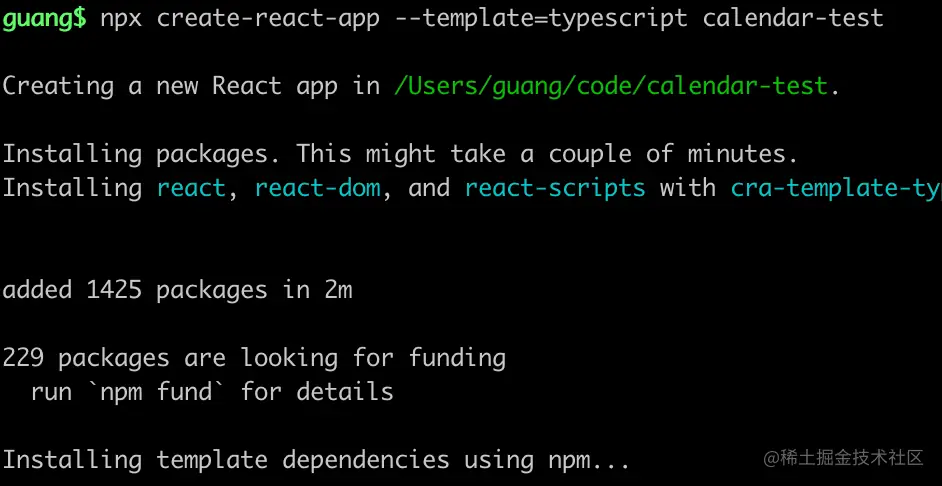 guang$ npx create-react-app --template=typescript calendar-test
Creating a new React app in /Users/guang/code/calendar-test.
Installing packages. This might take a couple of minutes.
Installing react, react-dom, and react-scripts with cra-template-ty
added 1425 packages in 2m
229 packages are looking for funding
run `npm fund` for details
Installing template dependencies using npm...
@稀土掘金技术社区